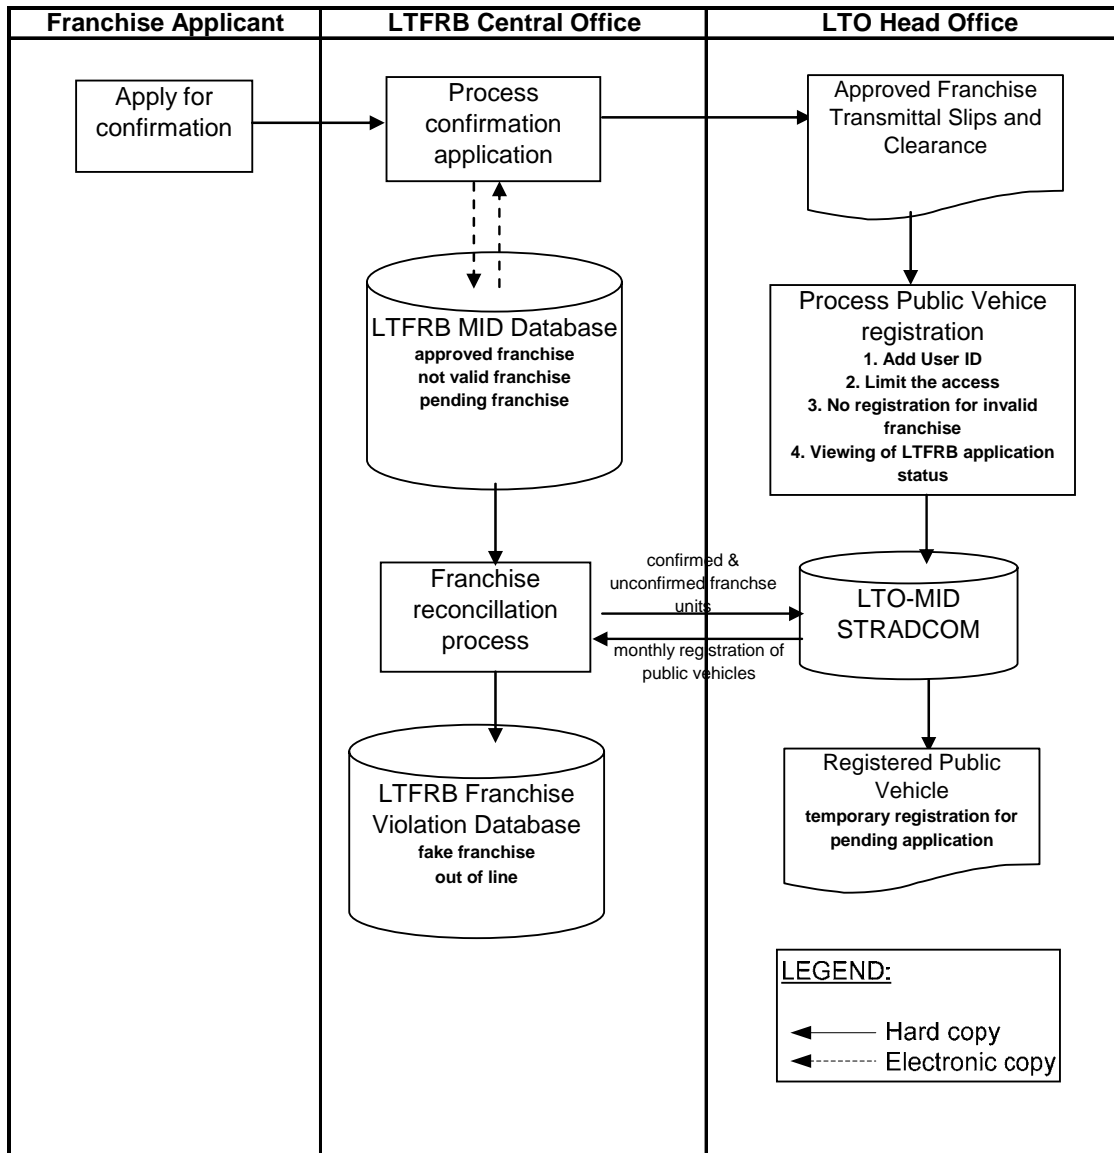 Franchise Applicant
LTFRB Central Office
LTO Head Office
Apply for
confirmation
Process
confirmation
application
Approved Franchise
Transmittal Slips and
Clearance
LTFRB MID Database
approved franchise
not valid franchise
pending franchise
Process Public Vehice
registration
1. Add User ID
2. Limit the access
3. No registration for invalid
franchise
4. Viewing of LTFRB application
status
Franchise
reconcillation
process
confirmed &
unconfirmed franchse
units
monthly registration of
public vehicles
LTO-MID
STRADCOM
LTFRB Franchise
Violation Database
fake franchise
out of line
Registered Public
Vehicle
temporary registration for
pending application
LEGEND:
Hard copy
Electronic copy